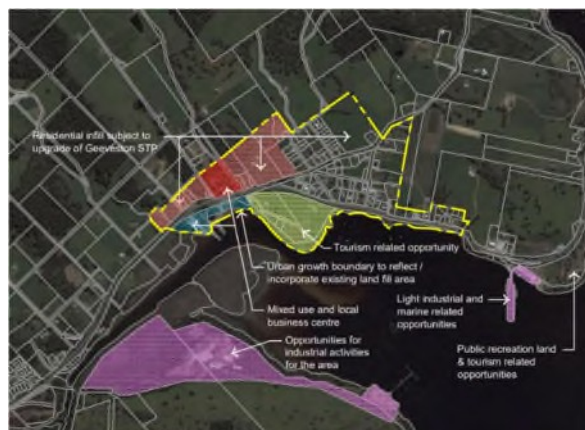 Residential infill subject to
upgrade of Geeveston STP
Tourism related opportunity
Urban growth boundary to reflect /
incorporate existing land fill area
Mixed use and local
business centre
Opportunities for
industrial activities
for the area
Light industrial and
marine related
opportunities
Public recreation land
& tourism related
opportunities